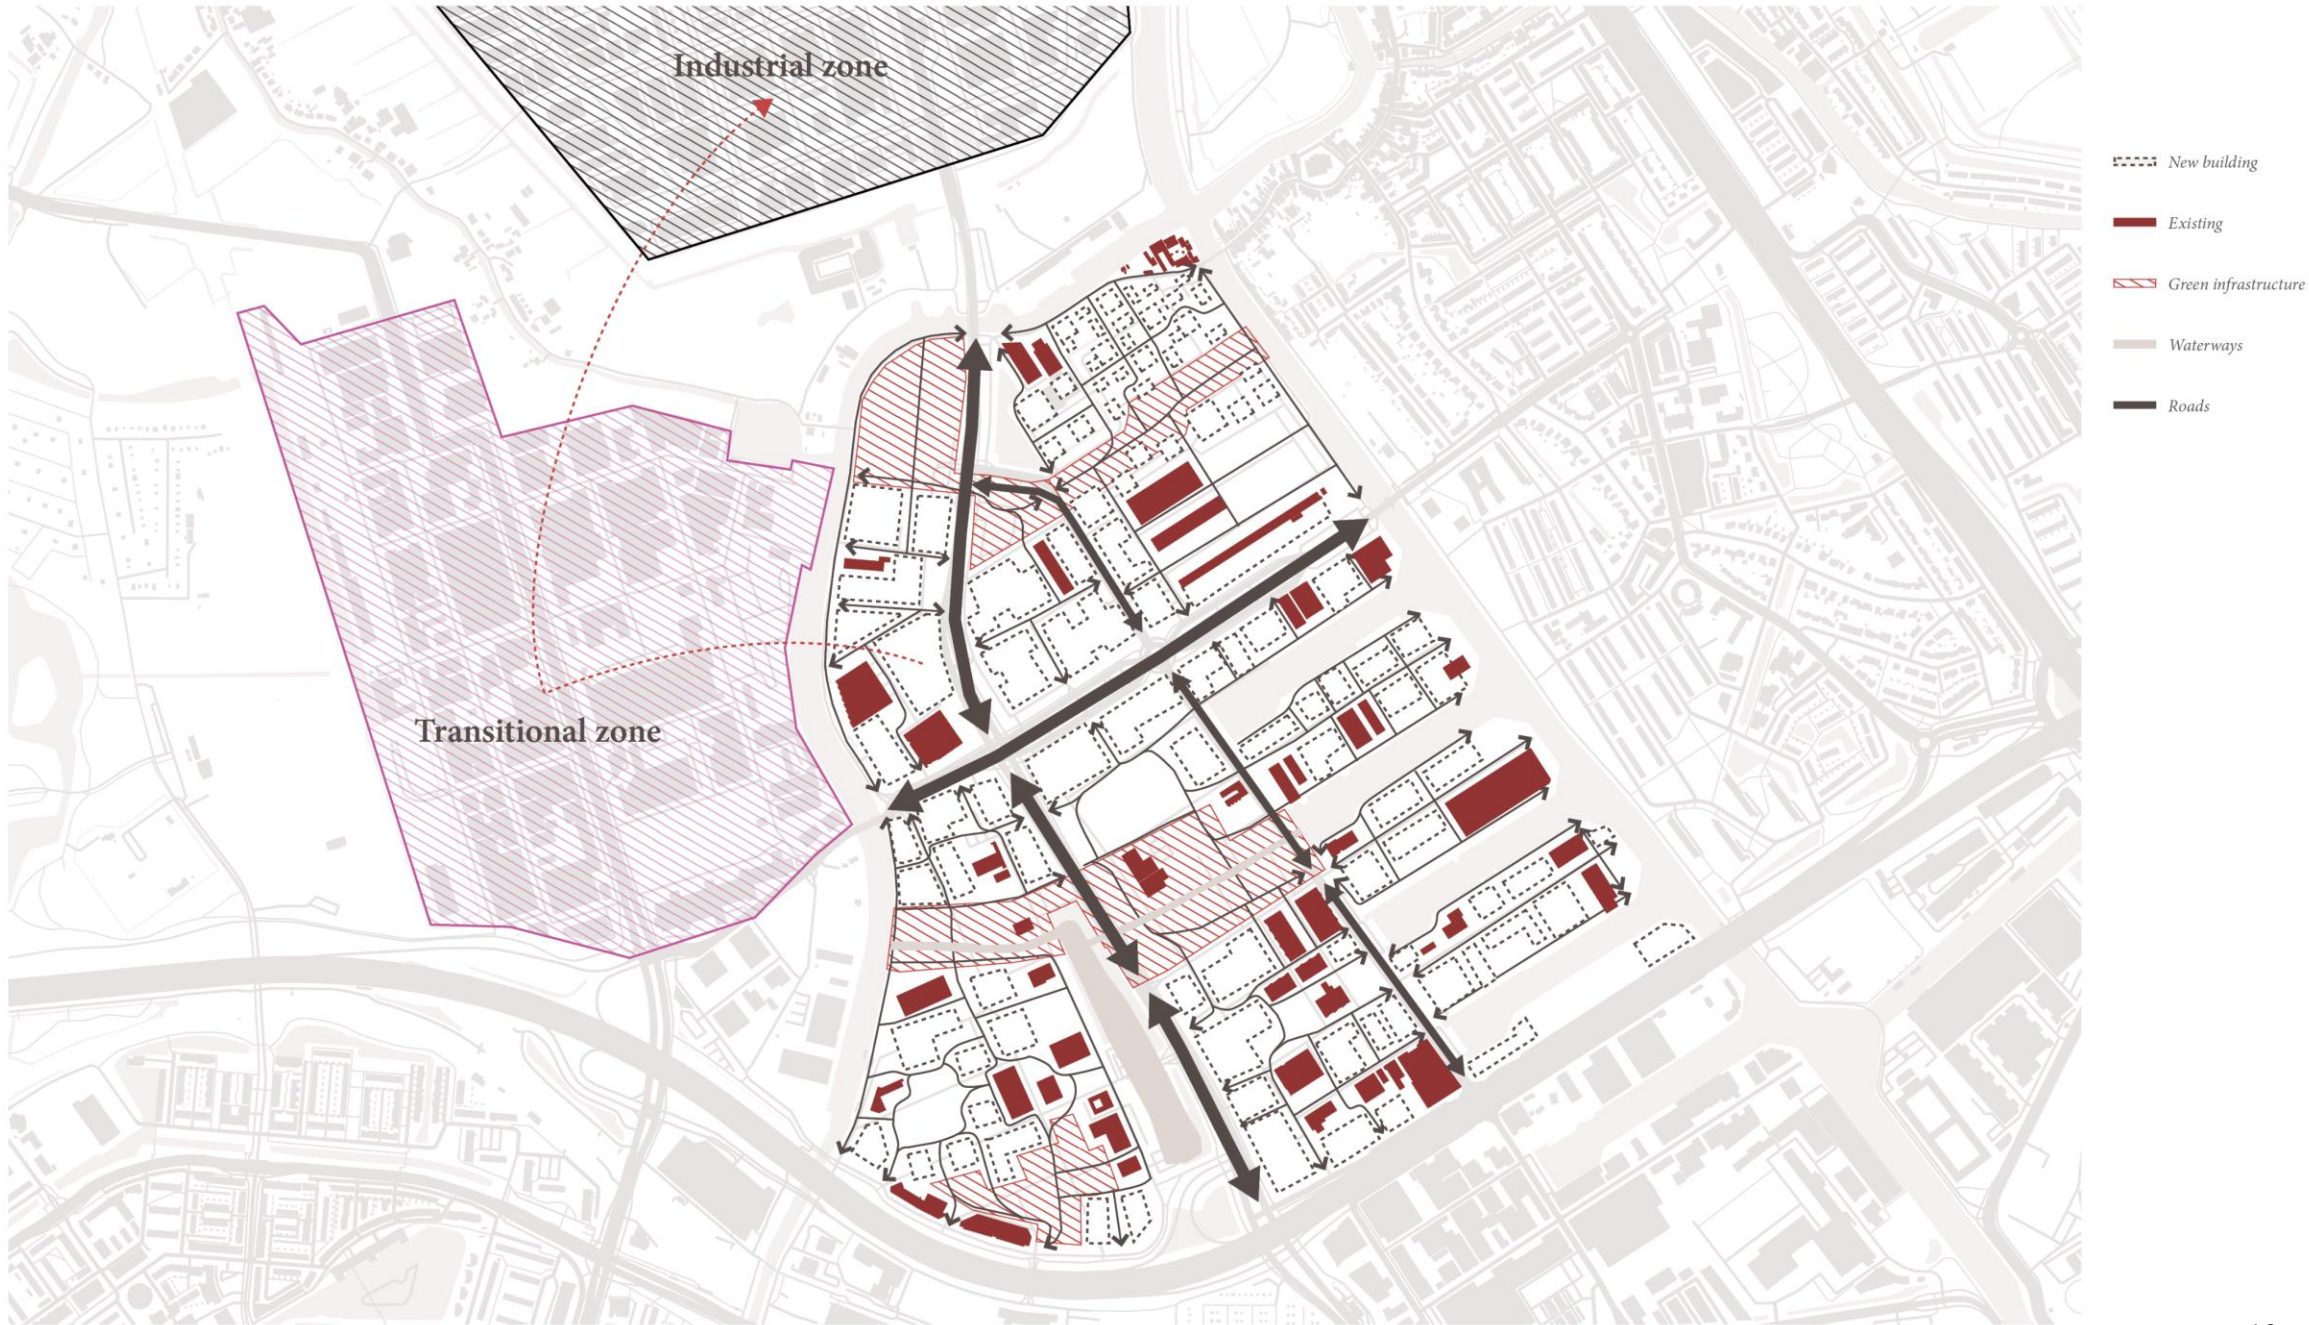 Industrial zone
Transitional zone
New building
Existing
Green infrastructure
Waterways
Roads